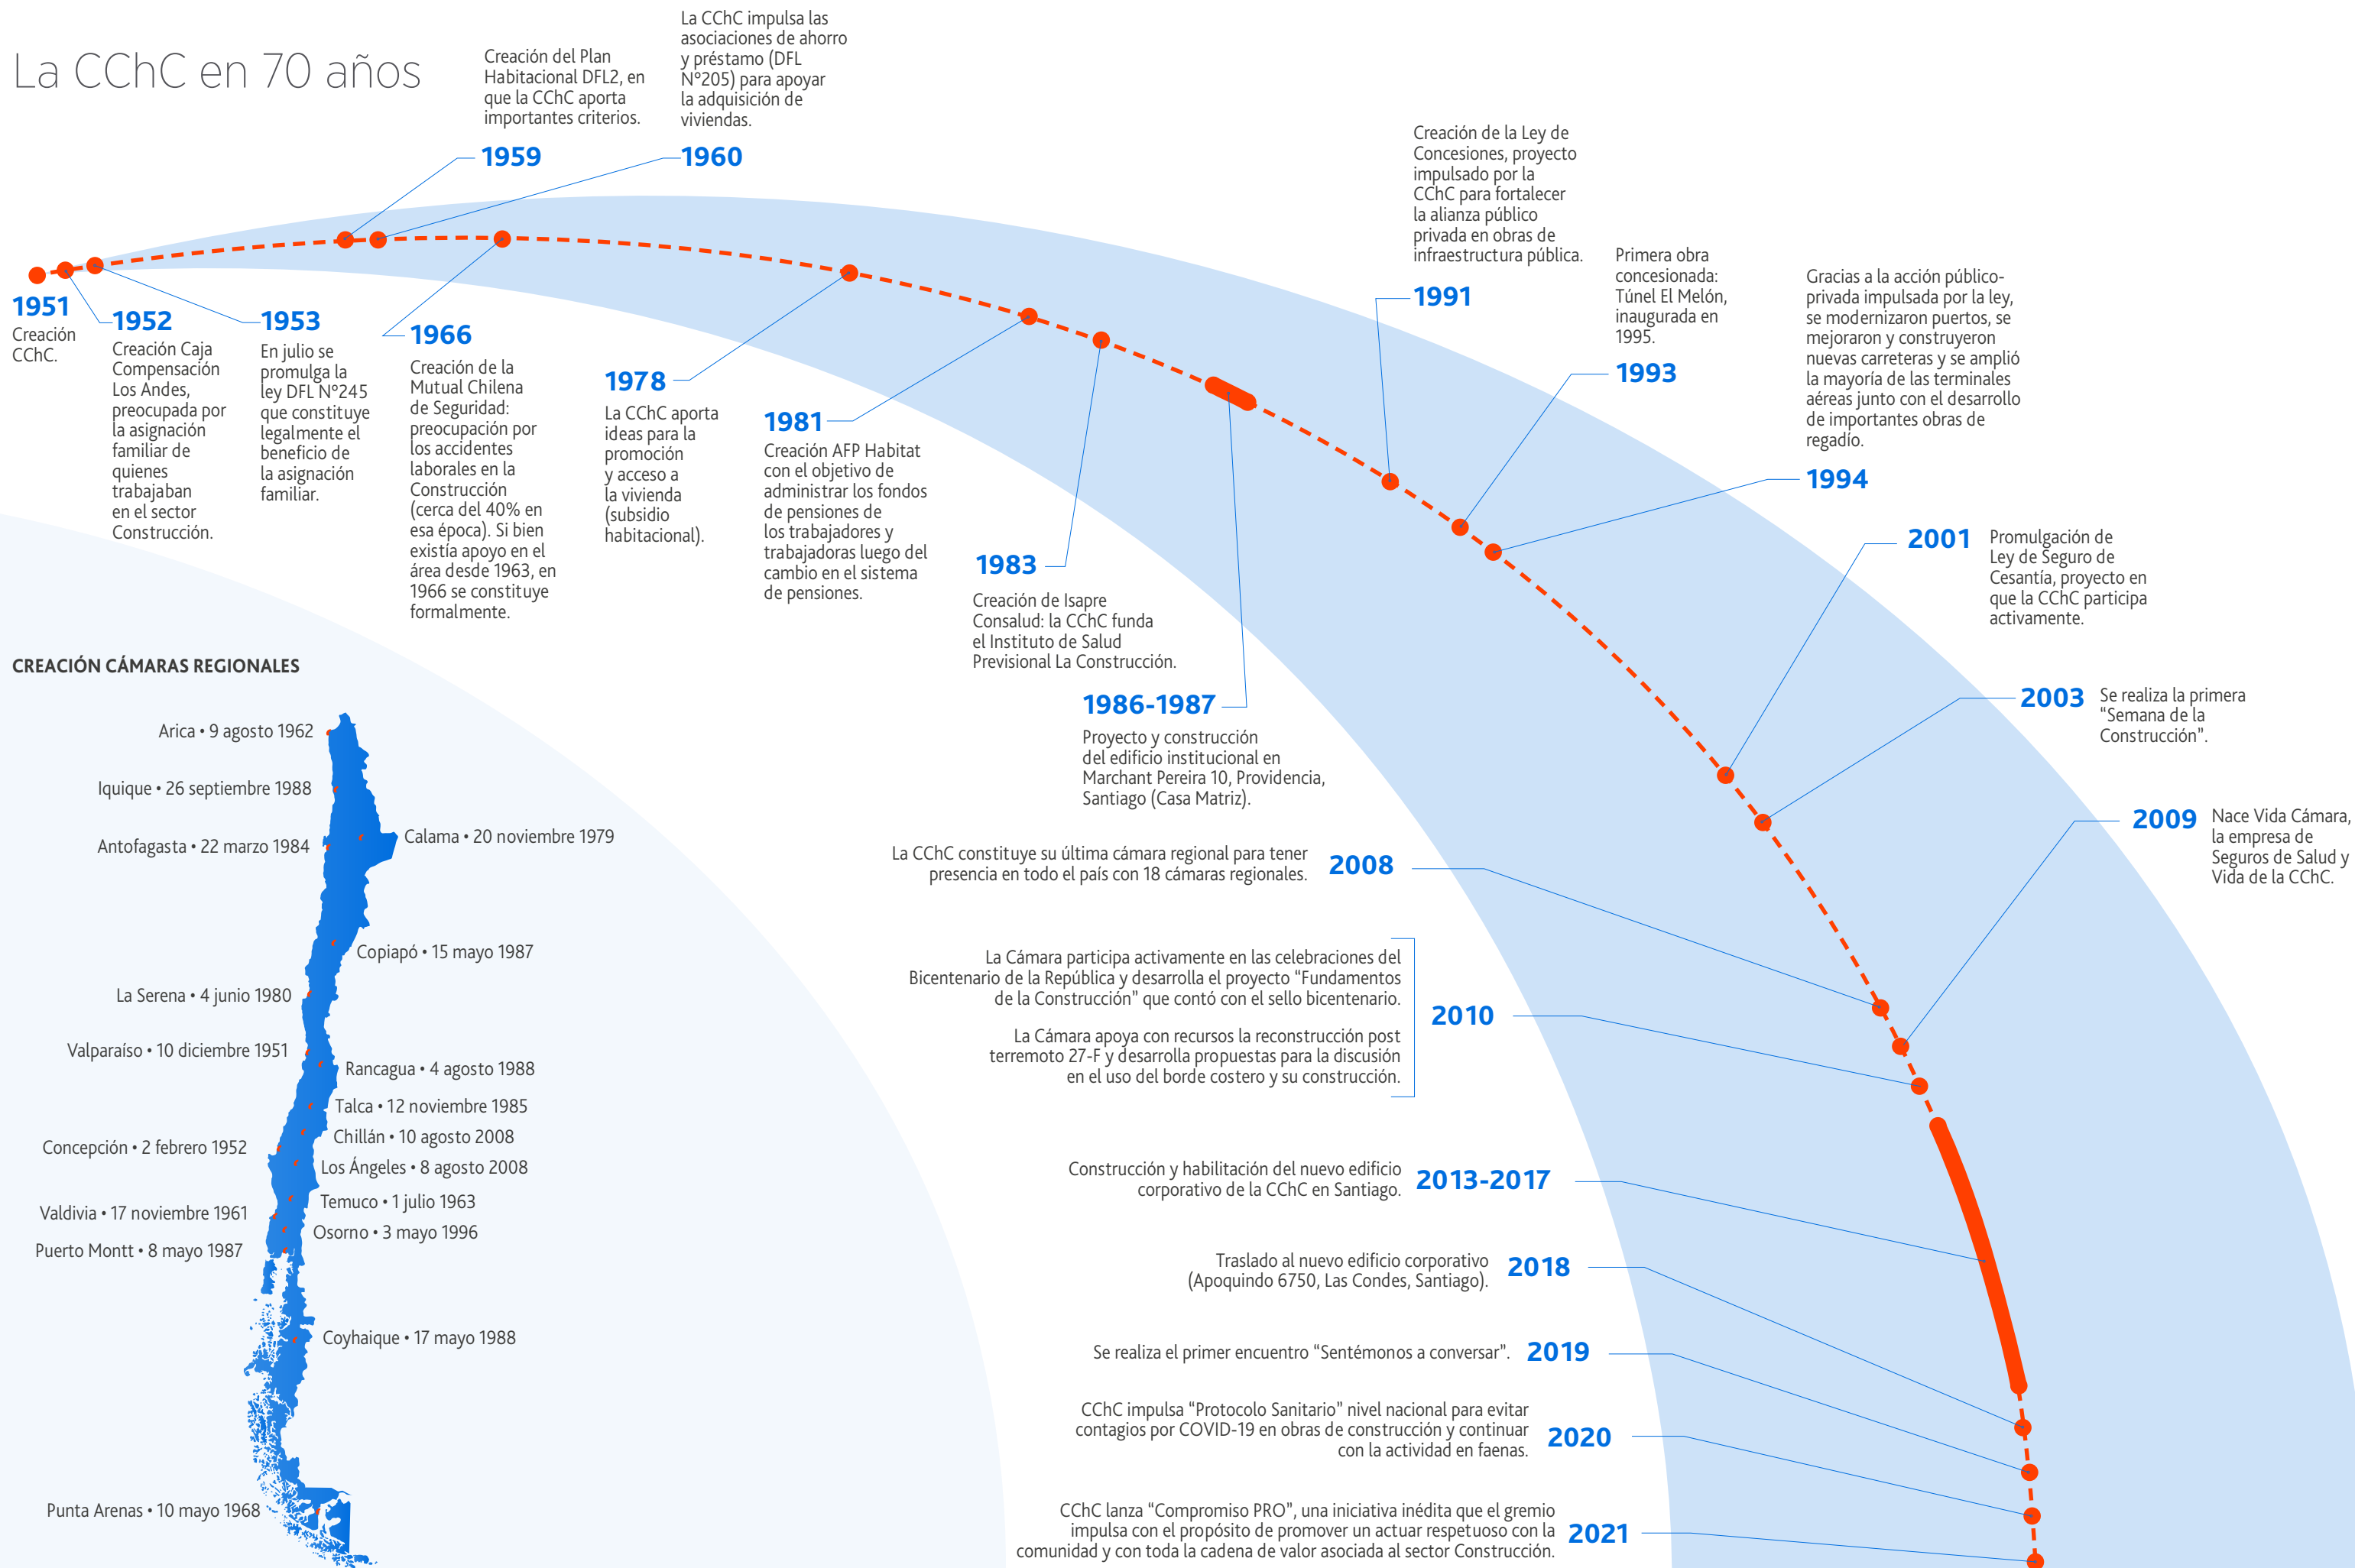 La CChC en 70 años
1951
Creación
CChC.
1952
Creación Caja
Compensación
Los Andes,
preocupada por
la asignación
familiar de
quienes
trabajaban
en el sector
Construcción.
1953
En julio se
promulga la
ley DFL Nº245
que constituye
legalmente el
beneficio de
la asignación
familiar.
Creación del Plan
Habitacional DFL2, en
que la CChC aporta
importantes criterios.
1959
La CChC impulsa las
asociaciones de ahorro
y préstamo (DFL
Nº205) para apoyar
la adquisición de
viviendas.
1960
1966
Creación de la
Mutual Chilena
de Seguridad:
preocupación por
los accidentes
laborales en la
Construcción
(cerca del 40% en
esa época). Si bien
existía apoyo en el
área desde 1963, en
1966 se constituye
formalmente.
1978
La CChC aporta
ideas para la
promoción
y acceso a
la vivienda
(subsidio
habitacional).
1981
Creación AFP Habitat
con el objetivo de
administrar los fondos
de pensiones de
los trabajadores y
trabajadoras luego del
cambio en el sistema
de pensiones.
1983
Creación de Isapre
Consalud: la CChC funda
el Instituto de Salud
Previsional La Construcción.
1986-1987
Proyecto y construcción
del edificio institucional en
Marchant Pereira 10, Providencia,
Santiago (Casa Matriz).
Creación de la Ley de
Concesiones, proyecto
impulsado por la
CChC para fortalecer
la alianza público
privada en obras de
infraestructura pública.
1991
Primera obra
concesionada:
Túnel El Melón,
inaugurada en
1995.
1993
Gracias a la acción público-
privada impulsada por la ley,
se modernizaron puertos, se
mejoraron y construyeron
nuevas carreteras y se amplió
la mayoría de las terminales
aéreas junto con el desarrollo
de importantes obras de
regadío.
1994
2001
Promulgación de
Ley de Seguro de
Cesantía, proyecto en
que la CChC participa
activamente.
2003
Se realiza la primera
“Semana de la
Construcción”.
La CChC constituye su última cámara regional para tener
presencia en todo el país con 18 cámaras regionales.
2008
2009
Nace Vida Cámara,
la empresa de
Seguros de Salud y
Vida de la CChC.
La Cámara participa activamente en las celebraciones del
Bicentenario de la República y desarrolla el proyecto “Fundamentos
de la Construcción” que contó con el sello bicentenario.
La Cámara apoya con recursos la reconstrucción post
terremoto 27-F y desarrolla propuestas para la discusión
en el uso del borde costero y su construcción.
2010
Construcción y habilitación del nuevo edificio
corporativo de la CChC en Santiago.
2013-2017
Traslado al nuevo edificio corporativo
(Apoquindo 6750, Las Condes, Santiago).
2018
Se realiza el primer encuentro “Sentémonos a conversar”.
2019
CChC impulsa “Protocolo Sanitario” nivel nacional para evitar
contagios por COVID-19 en obras de construcción y continuar
con la actividad en faenas.
2020
CChC lanza “Compromiso PRO”, una iniciativa inédita que el gremio
impulsa con el propósito de promover un actuar respetuoso con la
comunidad y con toda la cadena de valor asociada al sector Construcción.
2021
CREACIÓN CÁMARAS REGIONALES
Arica • 9 agosto 1962
Iquique • 26 septiembre 1988
Calama • 20 noviembre 1979
Antofagasta • 22 marzo 1984
Copiapó • 15 mayo 1987
La Serena • 4 junio 1980
Valparaíso • 10 diciembre 1951
Rancagua • 4 agosto 1988
Talca • 12 noviembre 1985
Chillán • 10 agosto 2008
Concepción • 2 febrero 1952
Los Ángeles • 8 agosto 2008
Temuco • 1 julio 1963
Valdivia • 17 noviembre 1961
Osorno • 3 mayo 1996
Puerto Montt • 8 mayo 1987
Coyhaique • 17 mayo 1988
Punta Arenas • 10 mayo 1968